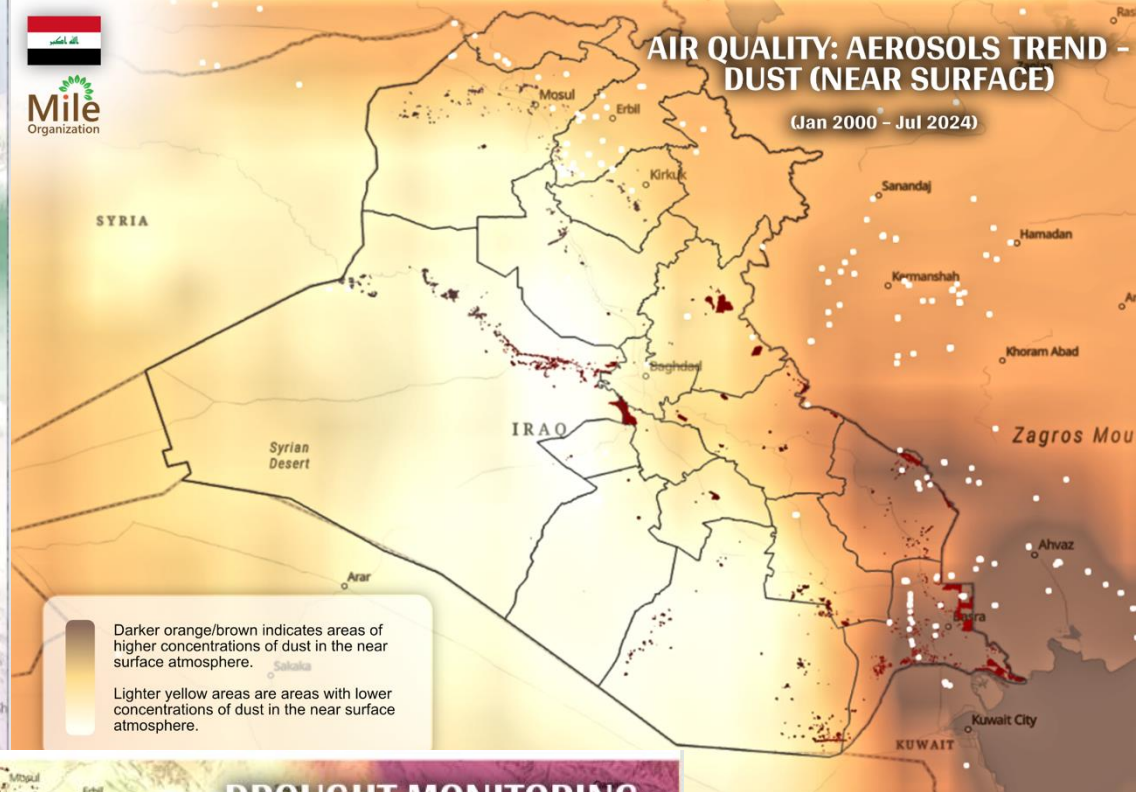 AIR QUALITY: AEROSOLS TREND -
DUST (NEAR SURFACE)
(Jan 2000 - Jul 2024)
Mile
Organization
Mosul
Erbil
Kirkuk
Sanandaj
Hamadan
SYRIA
Kermanshah
Khoram Abad
Baghdad
IRAQ
Zagros Mou
Syrian
Desert
Ahvaz
Arar
Basra
Sakaka
Kuwait City
KUWAIT
Darker orange/brown indicates areas of
higher concentrations of dust in the near
surface atmosphere.
Lighter yellow areas are areas with lower
concentrations of dust in the near surface
atmosphere.
Mosul
Erbil
DROUGHT MONITORING